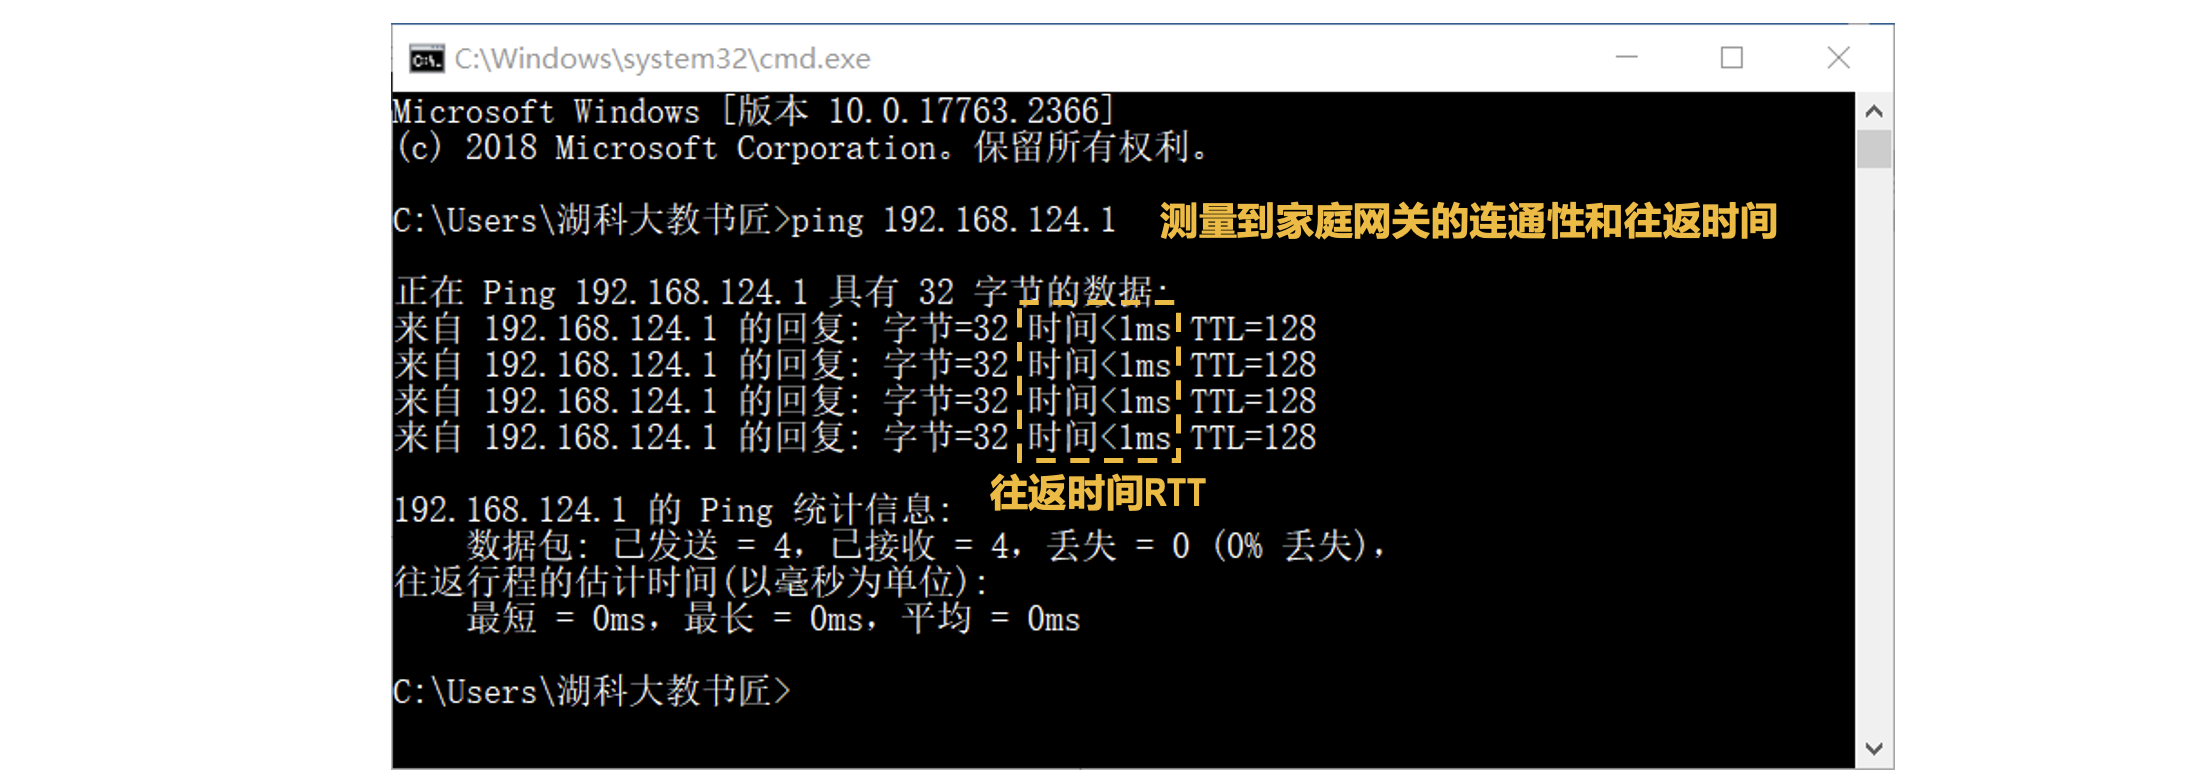 C:\Windows\system32\cmd.exe
Microsoft Windows [版本 10.0.17763.2366]
(c) 2018 Microsoft Corporation。保留所有权利。
C:\Users\湖科大教书匠>ping 192.168.124.1 测量到家庭网关的连通性和往返时间
正在 Ping 192.168.124.1 具有 32 字节的数据:
来自 192.168.124.1 的回复: 字节=32 时间<1ms TTL=128
来自 192.168.124.1 的回复: 字节=32 时间<1ms TTL=128
来自 192.168.124.1 的回复: 字节=32 时间<1ms TTL=128
来自 192.168.124.1 的回复: 字节=32 时间<1ms TTL=128
往返时间RTT
192.168.124.1 的 Ping 统计信息:
数据包: 已发送 = 4，已接收 = 4，丢失 = 0 (0% 丢失)，
往返行程的估计时间(以毫秒为单位):
最短 = 0ms，最长 = 0ms，平均 = 0ms
C:\Users\湖科大教书匠>